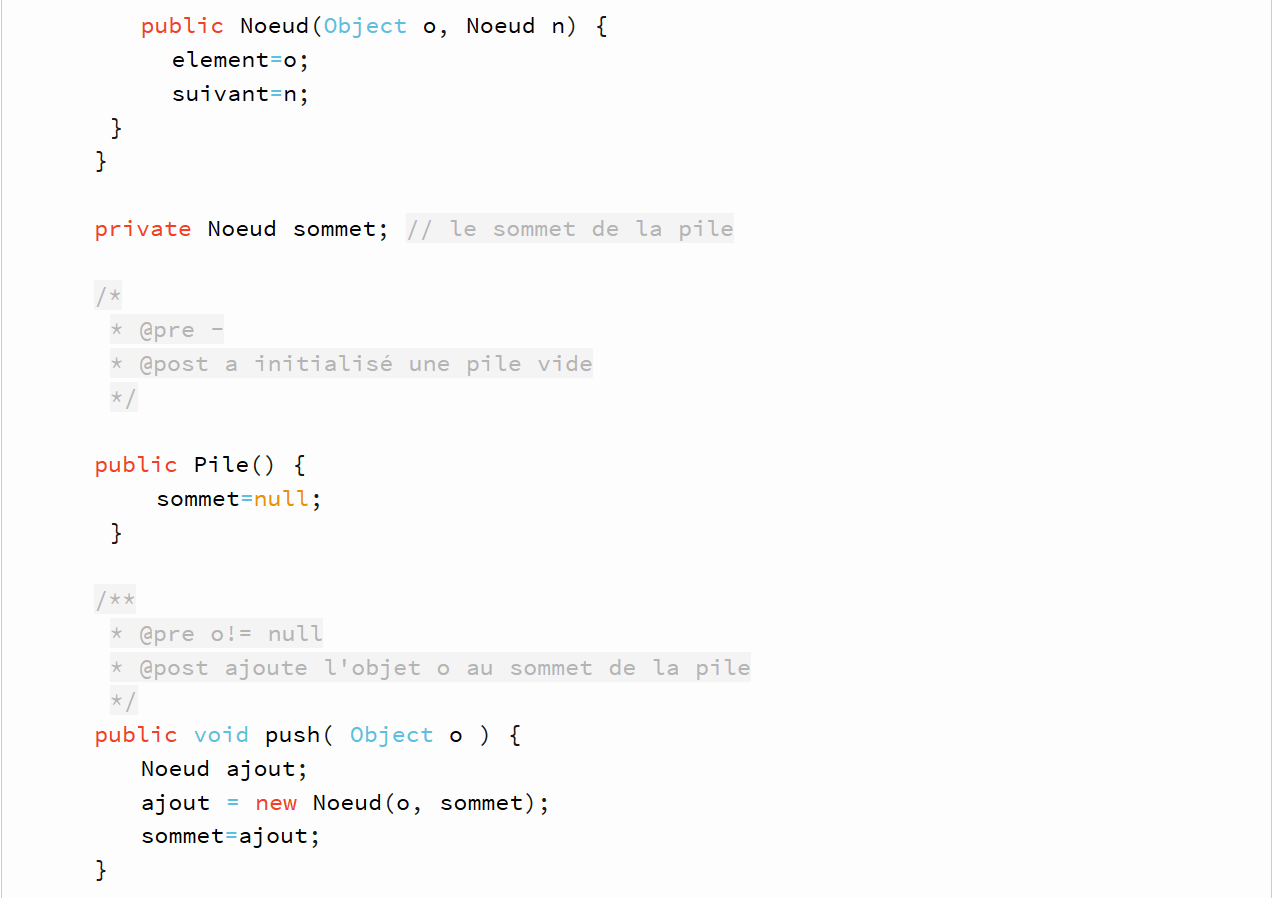 public Noeud(Object o, Noeud n) {
element=o;
suivant=n;
}
}
private Noeud sommet; // le sommet de la pile
/*
* @pre -
* @post a initialisé une pile vide
*/
public Pile() {
sommet=null;
}
/**
* @pre o!= null
* @post ajoute l'objet o au sommet de la pile
*/
public void push( Object o ) {
Noeud ajout;
ajout = new Noeud(o, sommet);
sommet=ajout;
}